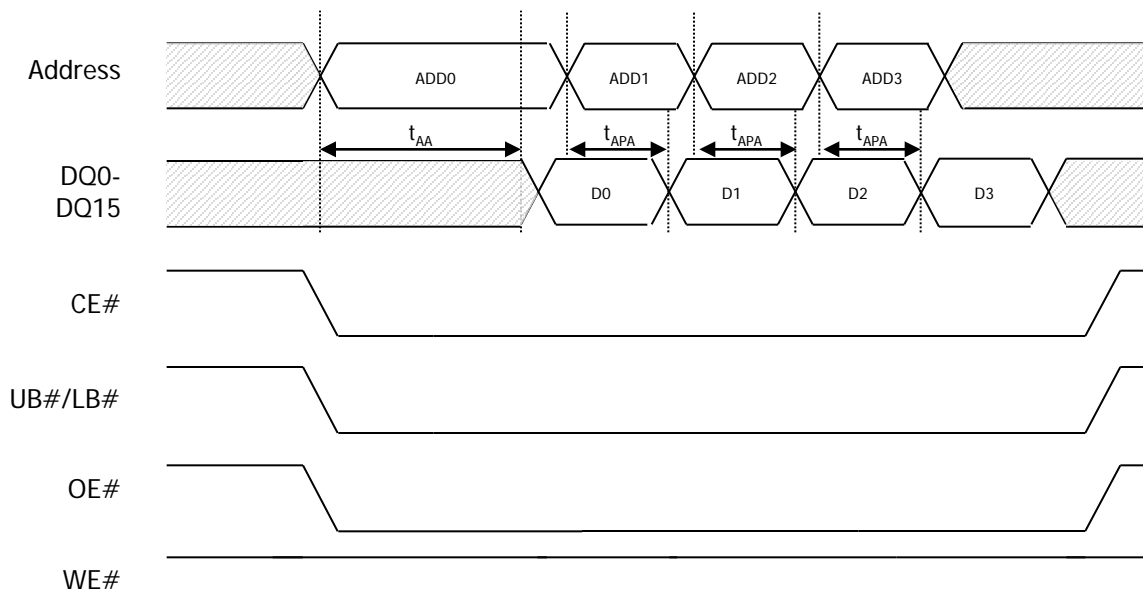 Address
ADD0 ADD1 ADD2 ADD3
tAA tAPA tAPA tAPA
DQ0-
DQ15
D0 D1 D2 D3
CE#
UB#/LB#
OE#
WE#